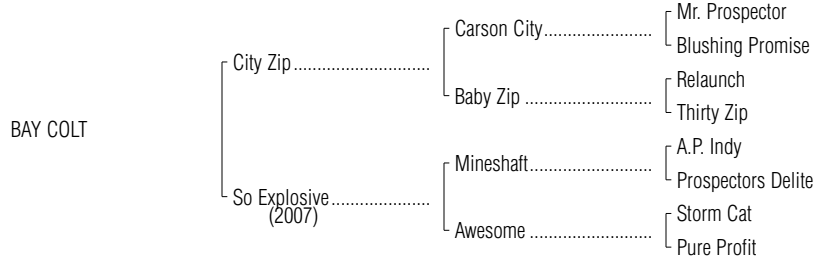 Mr. Prospector
Carson City
Blushing Promise
City Zip
Relaunch
Baby Zip
Thirty Zip
BAY COLT
A.P. Indy
Mineshaft
Prospectors Delite
So Explosive
(2007)
Storm Cat
Awesome
Pure Profit